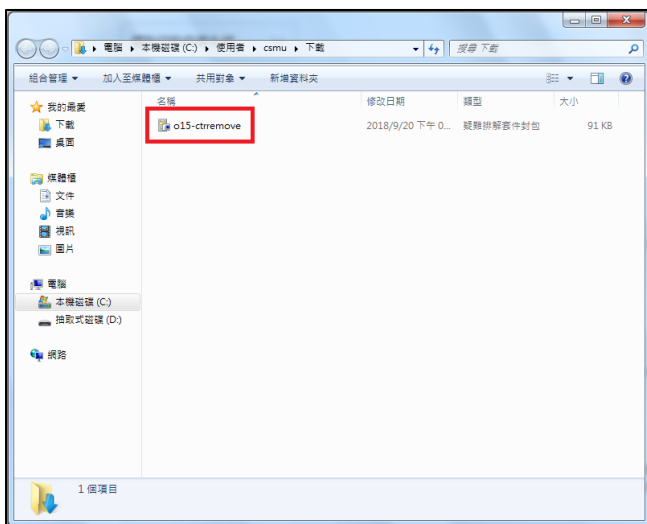 電腦 本機磁碟 (C:) 使用者 csmu 下載 搜尋 下載
組合管理 加入至媒體櫃 共用對象 新增資料夾
名稱 修改日期 類型 大小
o15-ctrremove 2018/9/20 下午 0... 疑難排解套件封包 91 KB
我的最愛
下載
桌面
媒體櫃
文件
音樂
視訊
圖片
電腦
本機磁碟 (C:)
抽取式磁碟 (D:)
網路
1 個項目